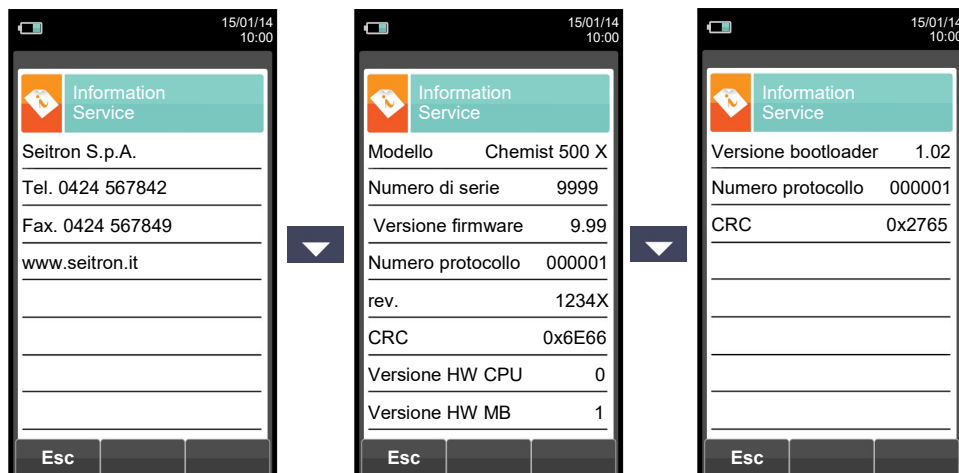 15/01/14
10:00
Information
Service
Seitron S.p.A.
Tel. 0424 567842
Fax. 0424 567849
www.seitron.it
Esc
15/01/14
10:00
Information
Service
Modello Chemist 500 X
Numero di serie 9999
Versione firmware 9.99
Numero protocollo 000001
rev. 1234X
CRC 0x6E66
Versione HW CPU 0
Versione HW MB 1
Esc
15/01/14
10:00
Information
Service
Versione bootloader 1.02
Numero protocollo 000001
CRC 0x2765
Esc